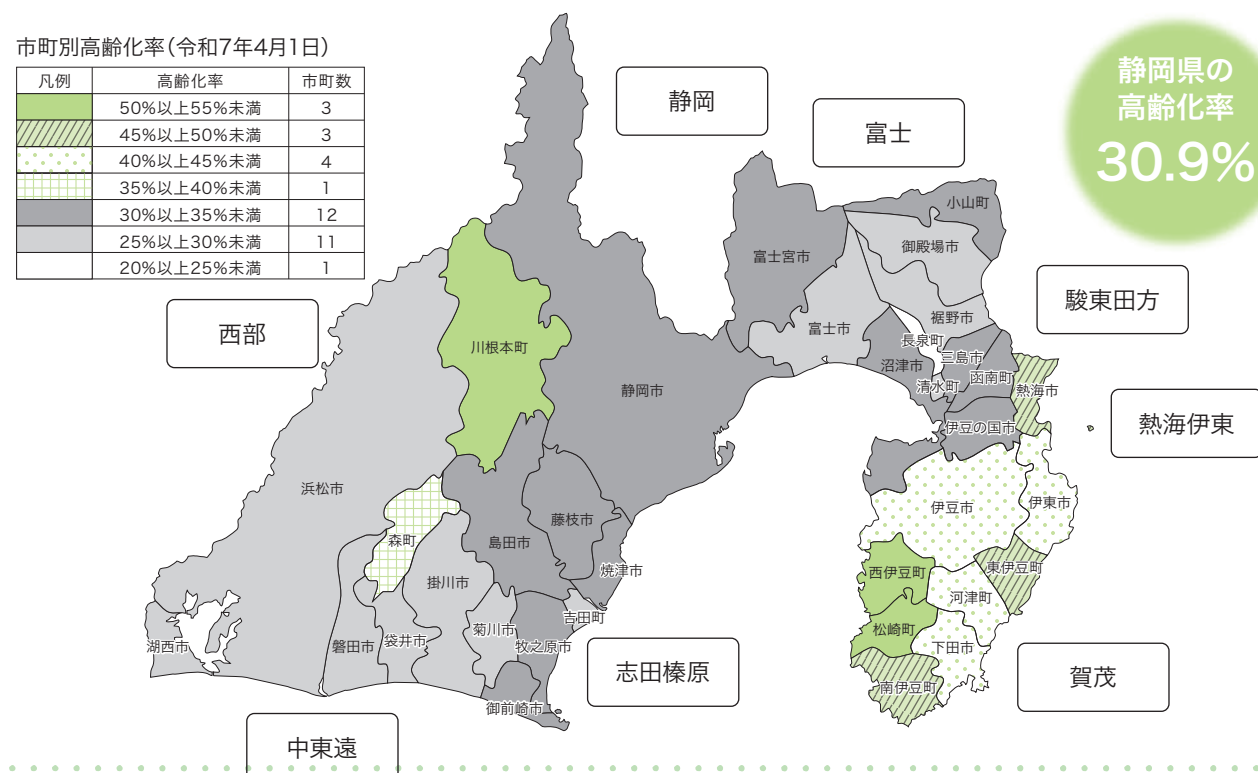 市町別高齢化率(令和7年4月1日)
凡例 高齢化率 市町数
50%以上55%未満 3
45%以上50%未満 3
40%以上45%未満 4
35%以上40%未満 1
30%以上35%未満 12
25%以上30%未満 11
20%以上25%未満 1
静岡県の
高齢化率
30.9%
静岡
富士
小山町
御殿場市
富士宮市
駿東田方
西部
裾野市
富士市
長泉町
川根本町
三島市
沼津市
函南町
清水町
熱海市
静岡市
熱海伊東
伊豆の国市
浜松市
伊豆市
伊東市
藤枝市
森町
島田市
焼津市
東伊豆町
西伊豆町
掛川市
河津町
吉田町
菊川市
松崎町
袋井市
湖西市
磐田市
牧之原市
下田市
志田榛原
賀茂
南伊豆町
御前崎市
中東遠